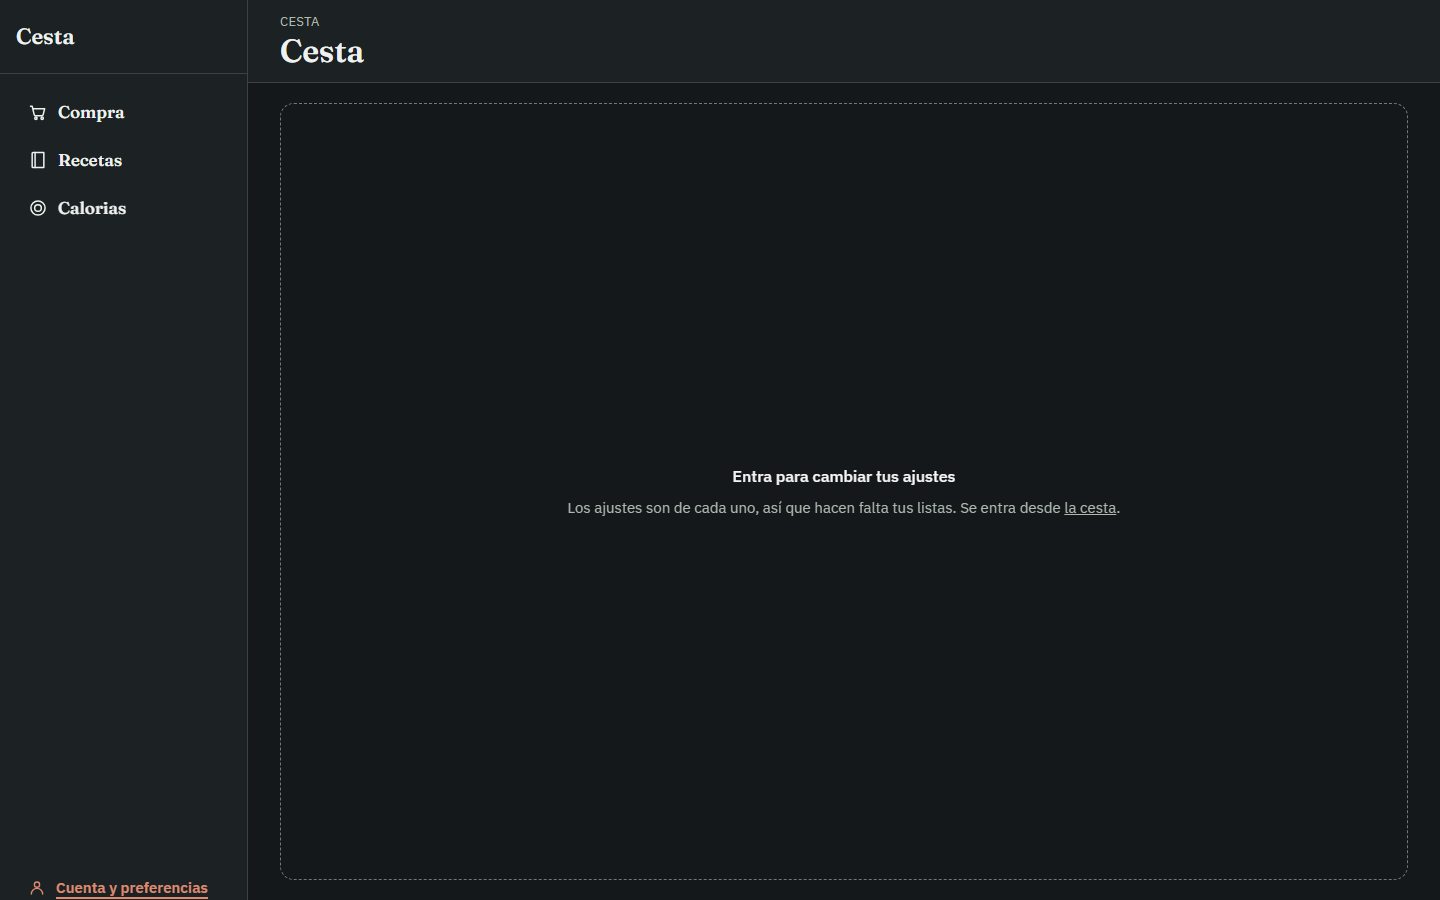 Cesta
Compra
Recetas
Calorias
Cuenta y preferencias
CESTA
Cesta
Entra para cambiar tus ajustes
Los ajustes son de cada uno, así que hacen falta tus listas. Se entra desde la cesta.